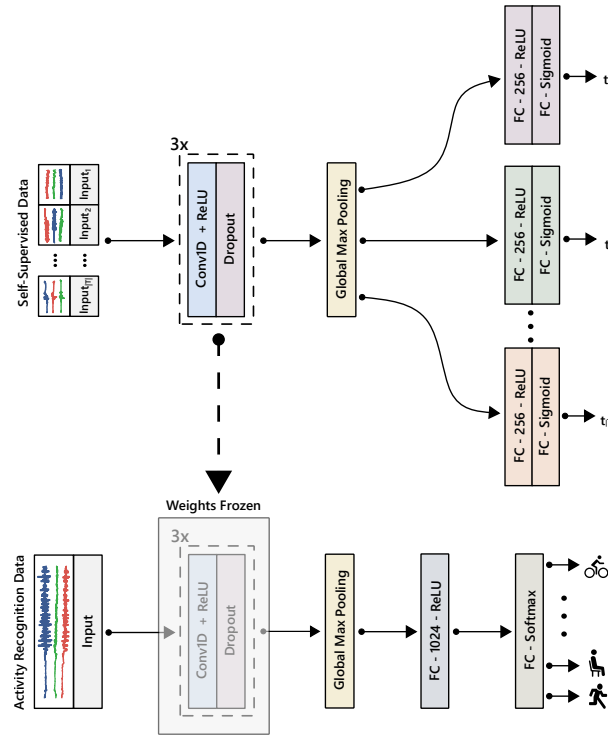 Self-Supervised Data
Input1
Input2
...
Input|T|
3x
Conv1D + ReLU
Dropout
Global Max Pooling
FC - 256 - ReLU
FC - Sigmoid
t
FC - 256 - ReLU
FC - Sigmoid
t
FC - 256 - ReLU
FC - Sigmoid
Activity Recognition Data
Input
Weights Frozen
3x
Conv1D + ReLU
Dropout
Global Max Pooling
FC - 1024 - ReLU
FC - Softmax